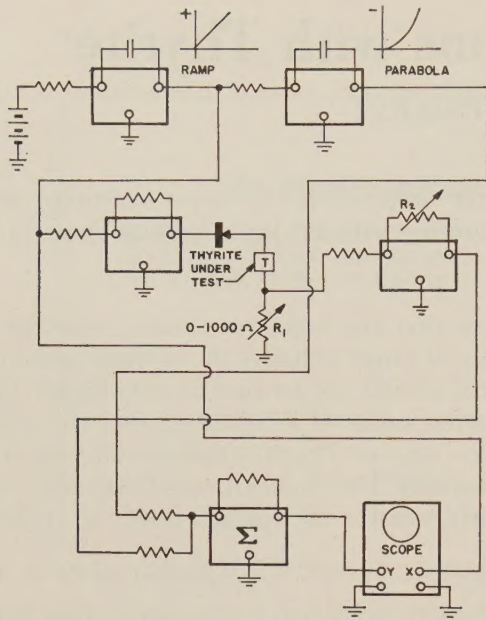 +
RAMP
−
PARABOLA
THYRITE
UNDER
TEST
T
R₂
0-1000 Ω
R₁
Σ
SCOPE
Y X